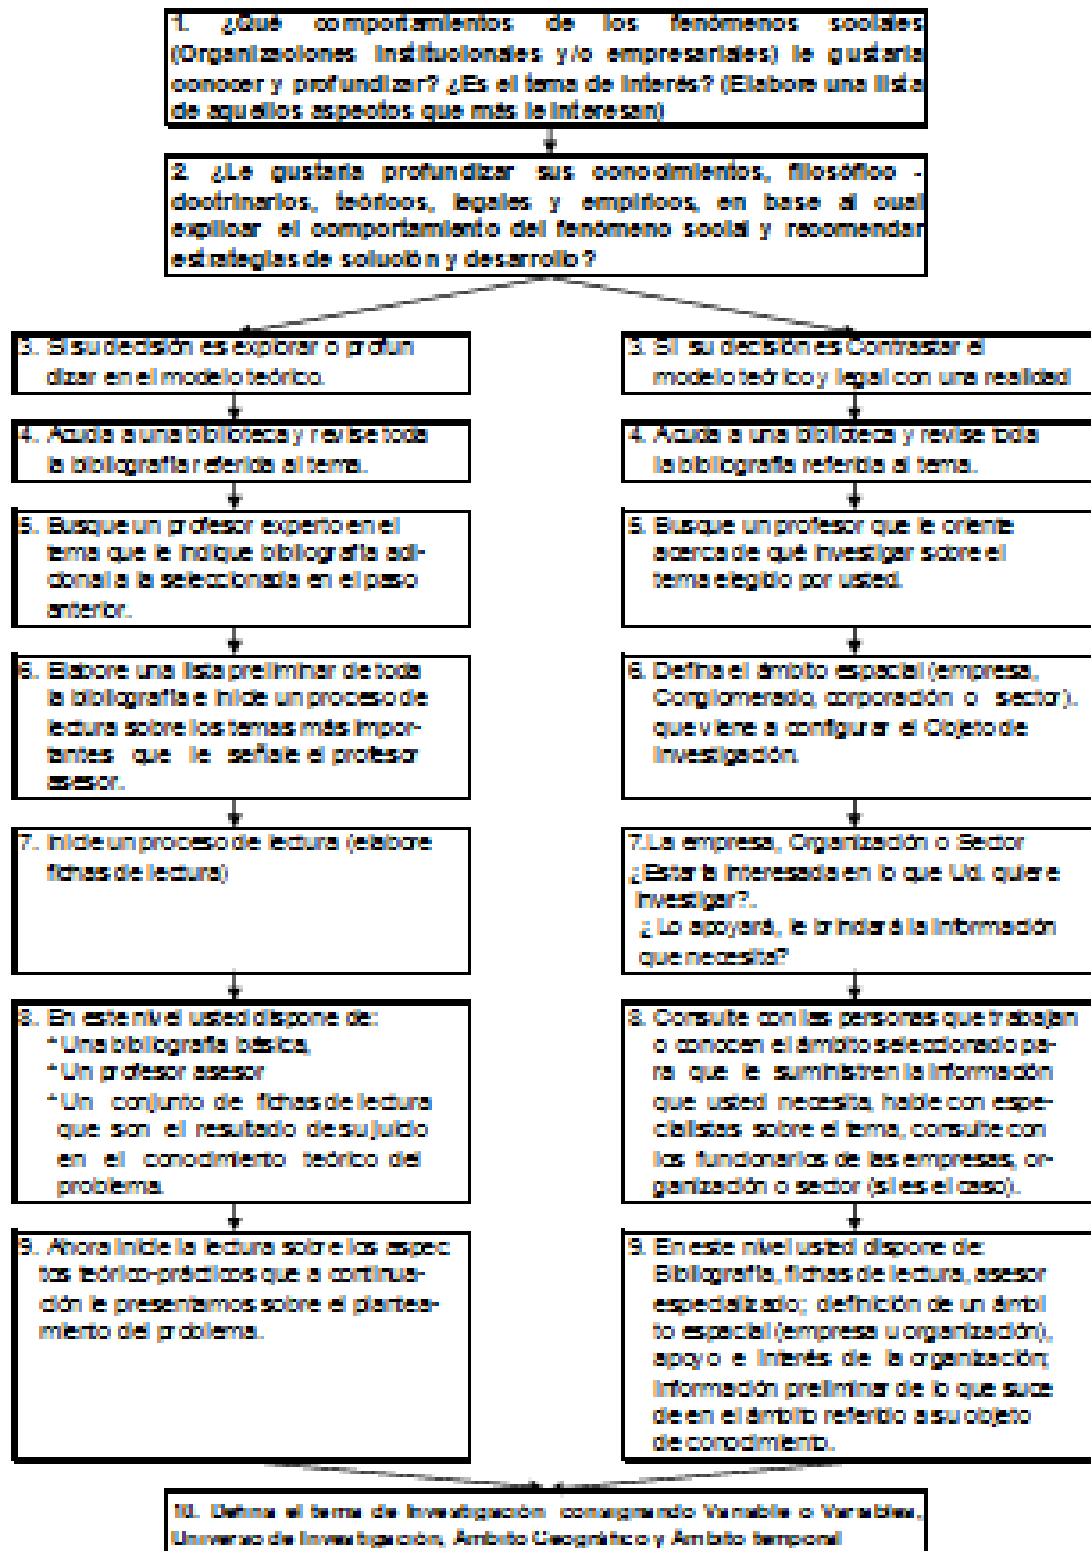 1. ¿Qué comportamientos de los fenómenos sociales
(Organizaciones Institucionales y/o empresariales) le gustaria
conocer y profundizar? ¿Es el tema de interés? (Elabore una lista
de aquellos aspectos que más le interesan)
2. ¿Le gustaria profundizar sus conocimientos, filosófico -
doctrinarios, teóricos, legales y empíricos, en base al cual
explicar el comportamiento del fenómeno social y recomendar
estrategias de solución y desarrollo?
3. Si su decisión es explorar o profun
dizar en el modelo teórico.
4. Acuda a una biblioteca y revise toda
la bibliografía referida al tema.
5. Busque un profesor experto en el
tema que le indique bibliografía adi-
cional a la seleccionada en el paso
anterior.
6. Elabore una lista preliminar de toda
la bibliografía e inicie un proceso de
lectura sobre los temas más impor-
tantes que le señale el profesor
asesor.
7. Inicie un proceso de lectura (elabore
fichas de lectura)
8. En este nivel usted dispone de:
* Una bibliografía básica,
* Un profesor asesor
* Un conjunto de fichas de lectura
que son el resultado de su juicio
en el conocimiento teórico del
problema.
9. Ahora inicie la lectura sobre los aspec
tos teórico-prácticos que a continua-
ción le presentamos sobre el plantea-
miento del problema.
3. Si su decisión es Contrastar el
modelo teórico y legal con una realidad
4. Acuda a una biblioteca y revise toda
la bibliografía referida al tema.
5. Busque un profesor que le oriente
acerca de qué investigar sobre el
tema elegido por usted.
6. Defina el ámbito espacial (empresa,
Conglomerado, corporación o sector).
que viene a configurar el Objeto de
Investigación.
7.La empresa, Organización o Sector
¿Estaría interesada en lo que Ud. quiere
investigar?.
¿Lo apoyará, le brindará la información
que necesita?
8. Consulte con las personas que trabajan
o conocen el ámbito seleccionado pa-
ra que le suministren la información
que usted necesita, hable con espe-
cialistas sobre el tema, consulte con
los funcionarios de las empresas, or-
ganización o sector (si es el caso).
9. En este nivel usted dispone de:
Bibliografía, fichas de lectura, asesor
especializado; definición de un ámbi
to espacial (empresa u organización),
apoyo e interés de la organización;
información preliminar de lo que suce
de en el ámbito referido a su objeto
de conocimiento.
10. Defina el tema de Investigación consignando Variable o Variables,
Universo de Investigación, Ámbito Geográfico y Ámbito temporal